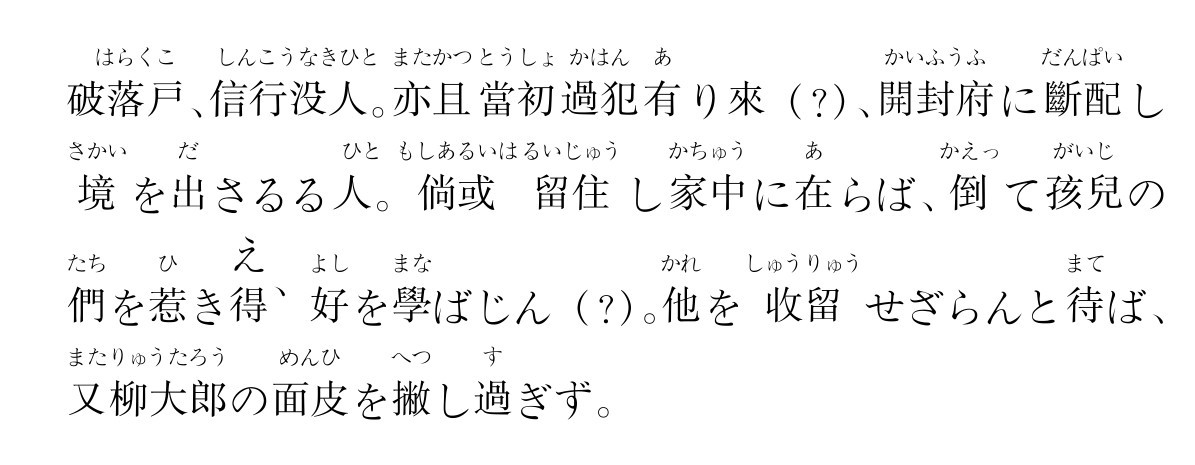 はらくこ しんこうなきひと またかつ とうしょ かはん あ かいふうふ だんぱい
破落戸、信行没人。亦且當初過犯有り來（?）、開封府に斷配し
さかい だ ひと もしあるいは るいじゅう かちゅう あ かえっ がいじ
境を出さるる人。倘或留住し家中に在らば、倒て孩兒の
たち ひ え よし まな かれ しゅうりゅう まて
們を惹き得、好を學ばじん（?）。他を收留せざらんと待ば、
またりゅうたろう めんひ へつ す
又柳大郎の面皮を撇し過ぎず。